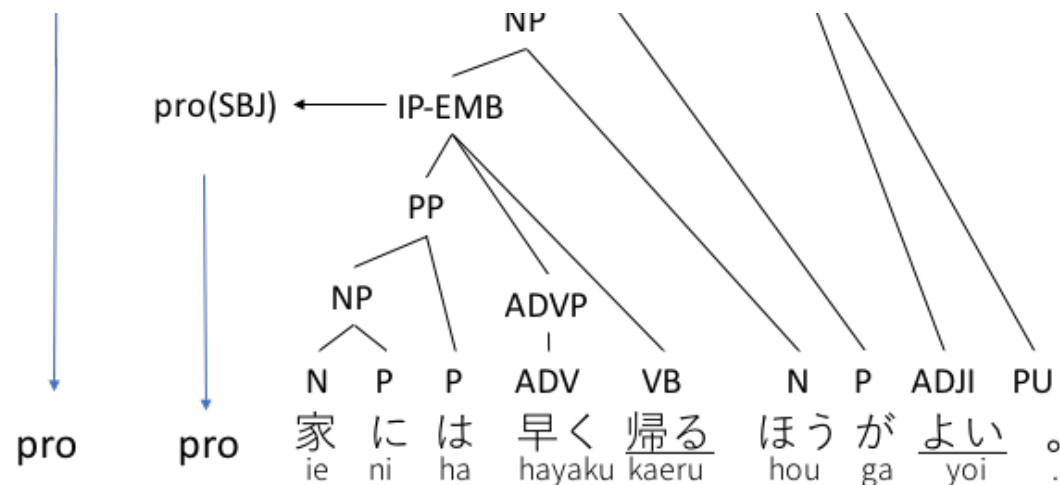 NP
pro(SBJ) IP-EMB
PP
NP ADVP
N P P ADV VB N P ADJI PU
pro pro 家 に は 早く 帰る ほう が よい 。
ie ni ha hayaku kaeru hou ga yoi .